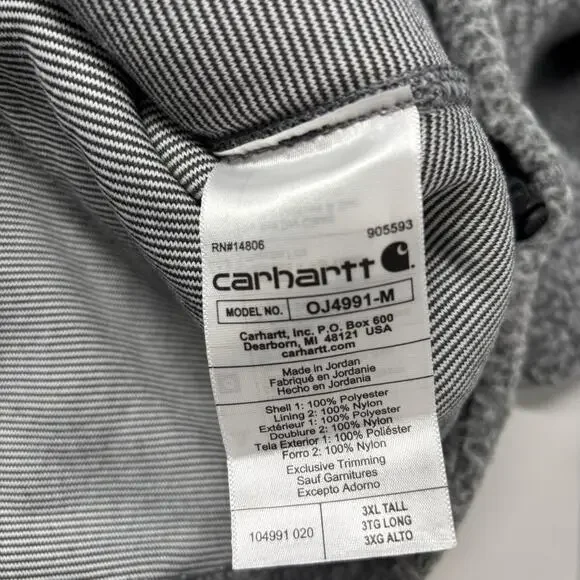 RN#14806 905593
carhartt
MODEL NO. OJ4991-M
Carhartt, Inc. P.O. Box 600
Dearborn, MI 48121 USA
carhartt.com
Made in Jordan
Fabriqué en Jordanie
Hecho en Jordania
Shell 1: 100% Polyester
Lining 2: 100% Nylon
Extérieur 1: 100% Polyester
Doublure 2: 100% Nylon
Tela Exterior 1: 100% Poliéster
Forro 2: 100% Nylon
Exclusive Trimming
Sauf Garnitures
Excepto Adorno
104991 020
3XL TALL
3TG LONG
3XG ALTO